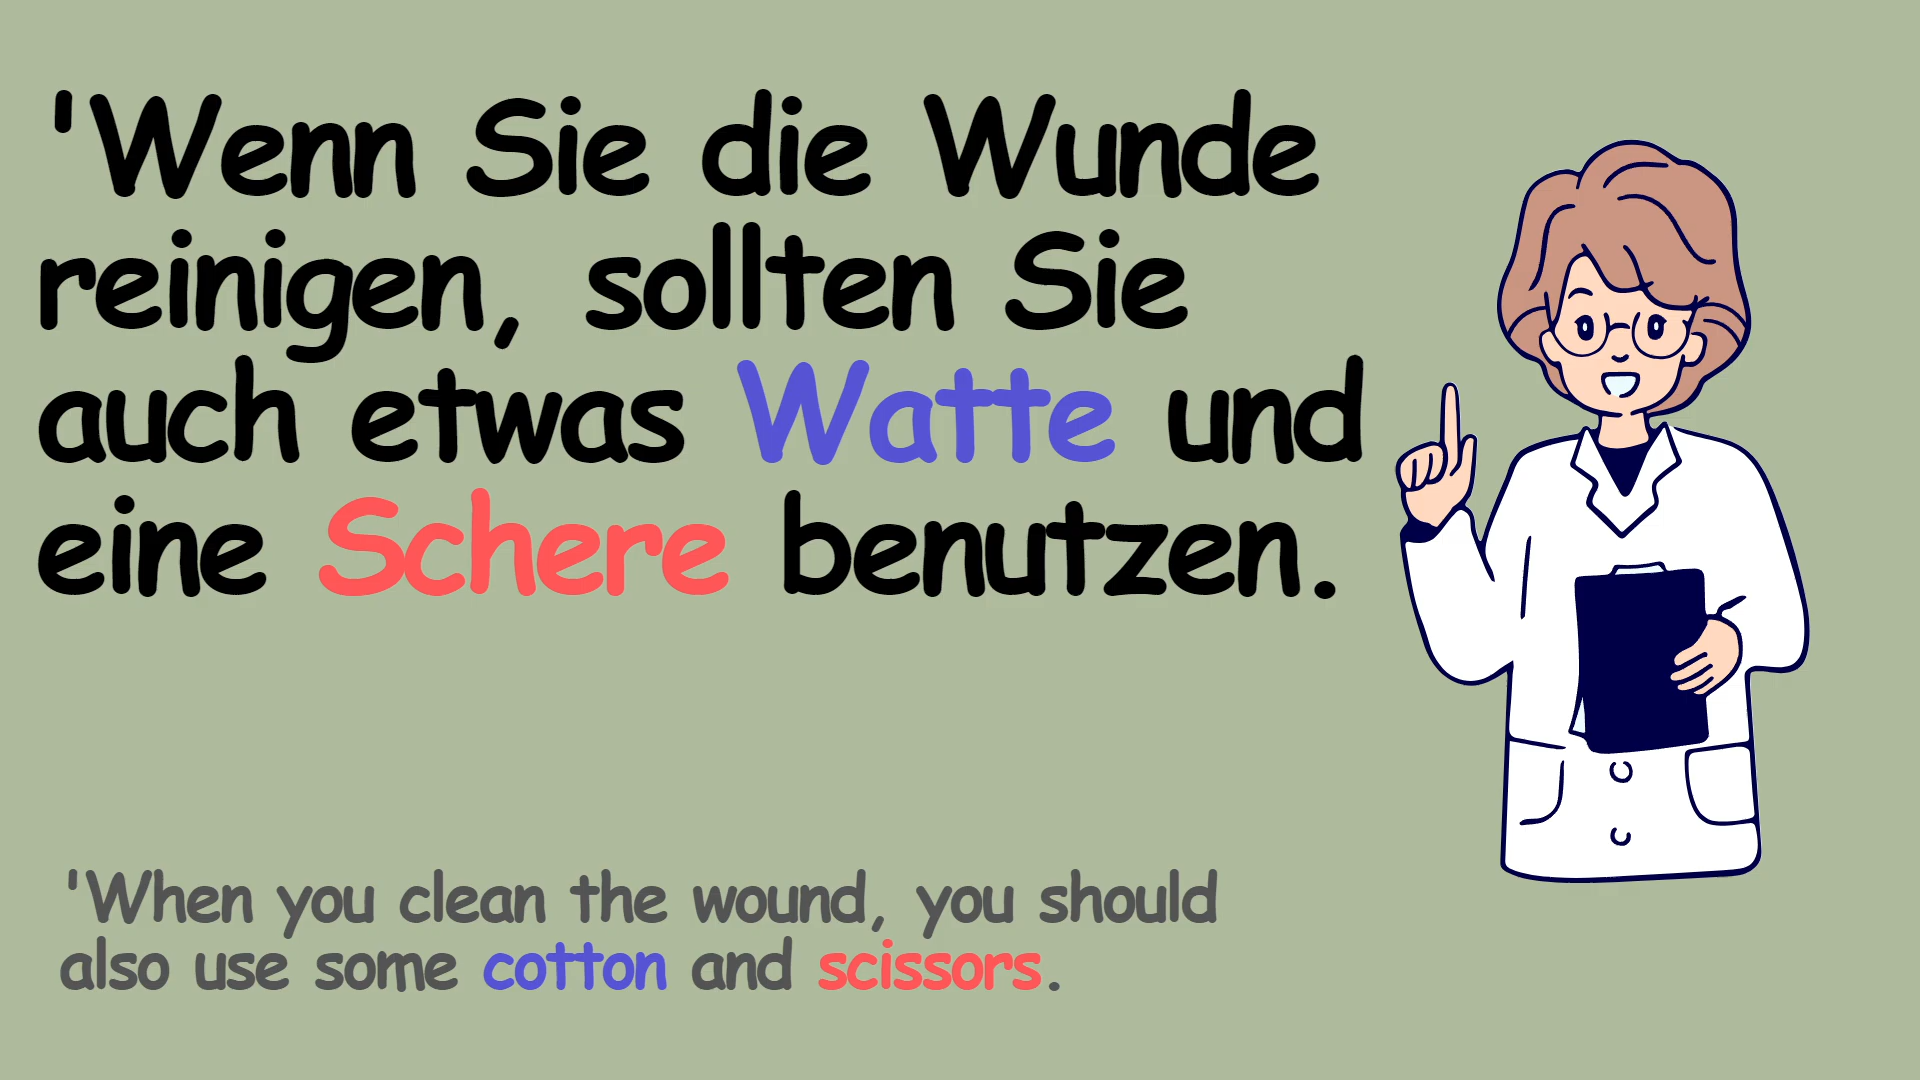 'Wenn Sie die Wunde
reinigen, sollten Sie
auch etwas Watte und
eine Schere benutzen.
'When you clean the wound, you should
also use some cotton and scissors.